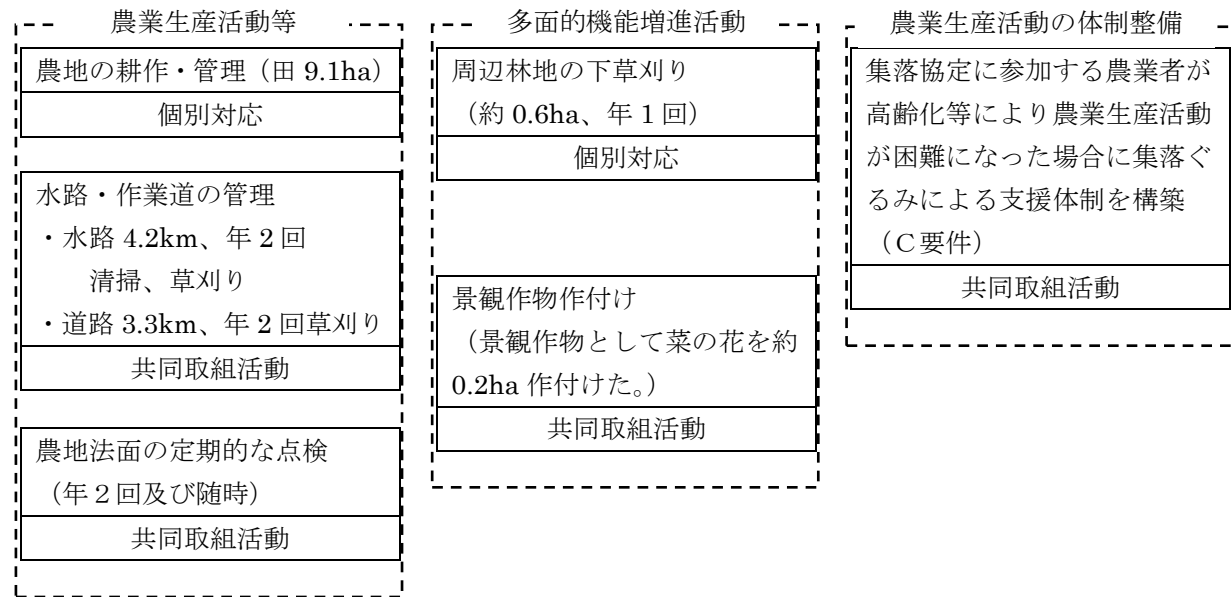 農業生産活動等
農地の耕作・管理（田 9.1ha）
個別対応
水路・作業道の管理
・水路 4.2km、年 2 回
清掃、草刈り
・道路 3.3km、年 2 回草刈り
共同取組活動
農地法面の定期的な点検
（年２回及び随時）
共同取組活動
多面的機能増進活動
周辺林地の下草刈り
（約 0.6ha、年 1 回）
個別対応
景観作物作付け
（景観作物として菜の花を約
0.2ha 作付けた。）
共同取組活動
農業生産活動の体制整備
集落協定に参加する農業者が
高齢化等により農業生産活動
が困難になった場合に集落ぐ
るみによる支援体制を構築
（Ｃ要件）
共同取組活動